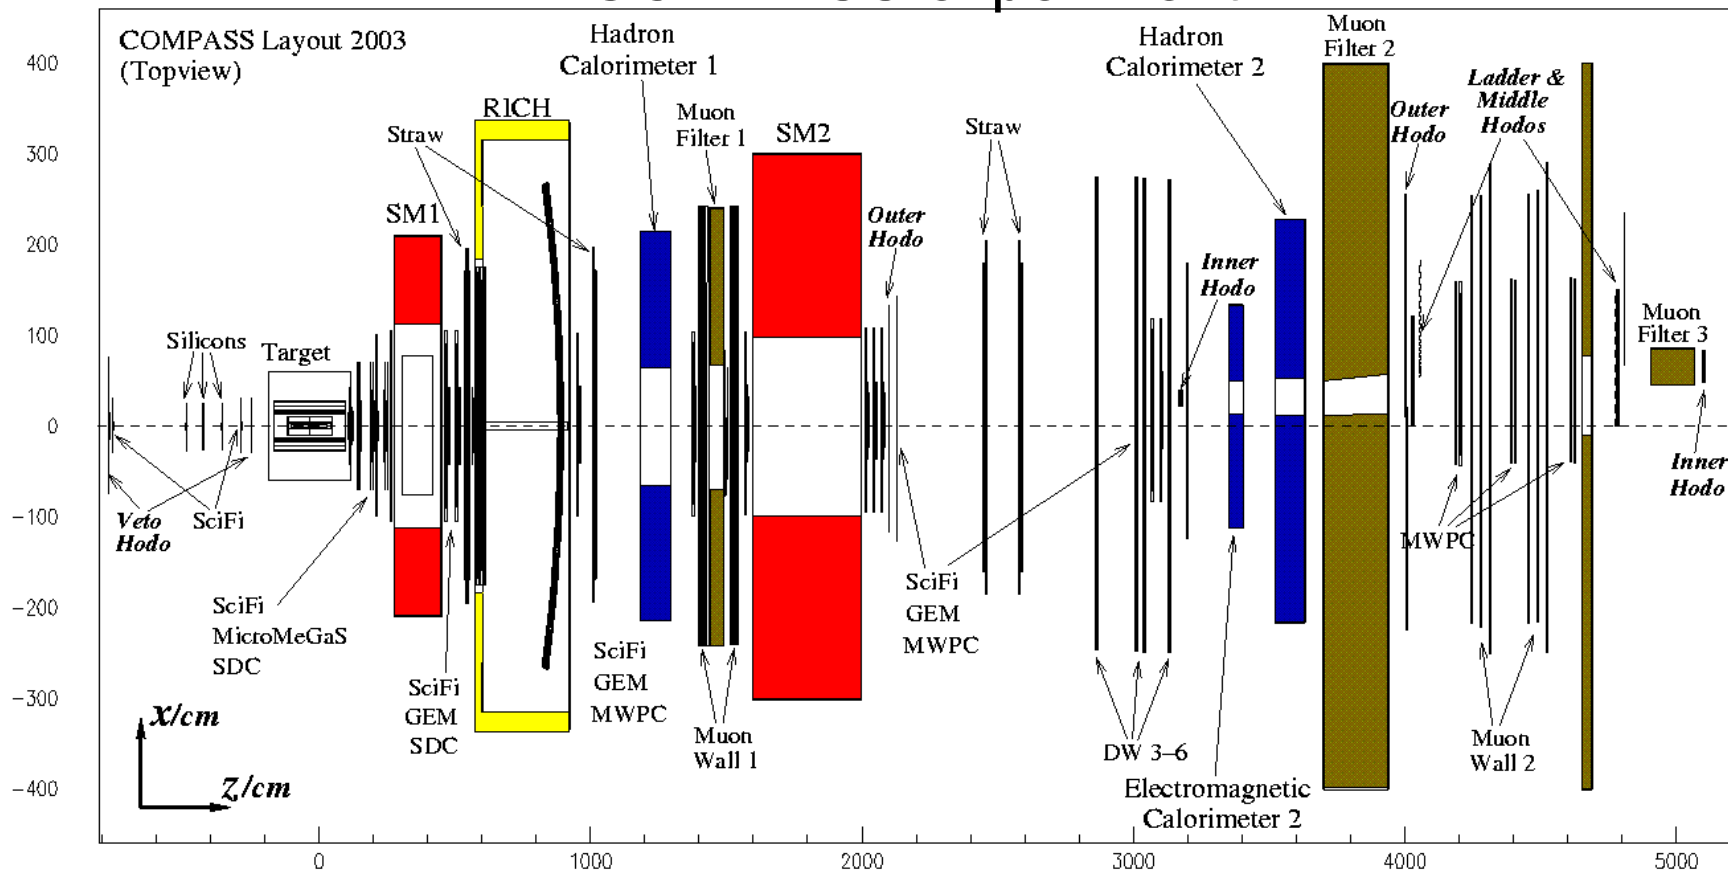 COMPASS Layout 2003
(Topview)
Hadron
Calorimeter 1
Hadron
Calorimeter 2
Muon
Filter 2
Ladder &
Middle
Hodos
Outer
Hodo
RICH
Straw
Muon
Filter 1
SM2
Straw
SM1
Outer
Hodo
Inner
Hodo
Silicons
Target
Muon
Filter 3
Veto
Hodo
SciFi
SciFi
MicroMeGaS
SDC
SciFi
GEM
SDC
SciFi
GEM
MWPC
Muon
Wall 1
SciFi
GEM
MWPC
DW 3-6
Electromagnetic
Calorimeter 2
MWPC
Muon
Wall 2
Inner
Hodo
x/cm
z/cm
400
300
200
100
0
-100
-200
-300
-400
0
1000
2000
3000
4000
5000